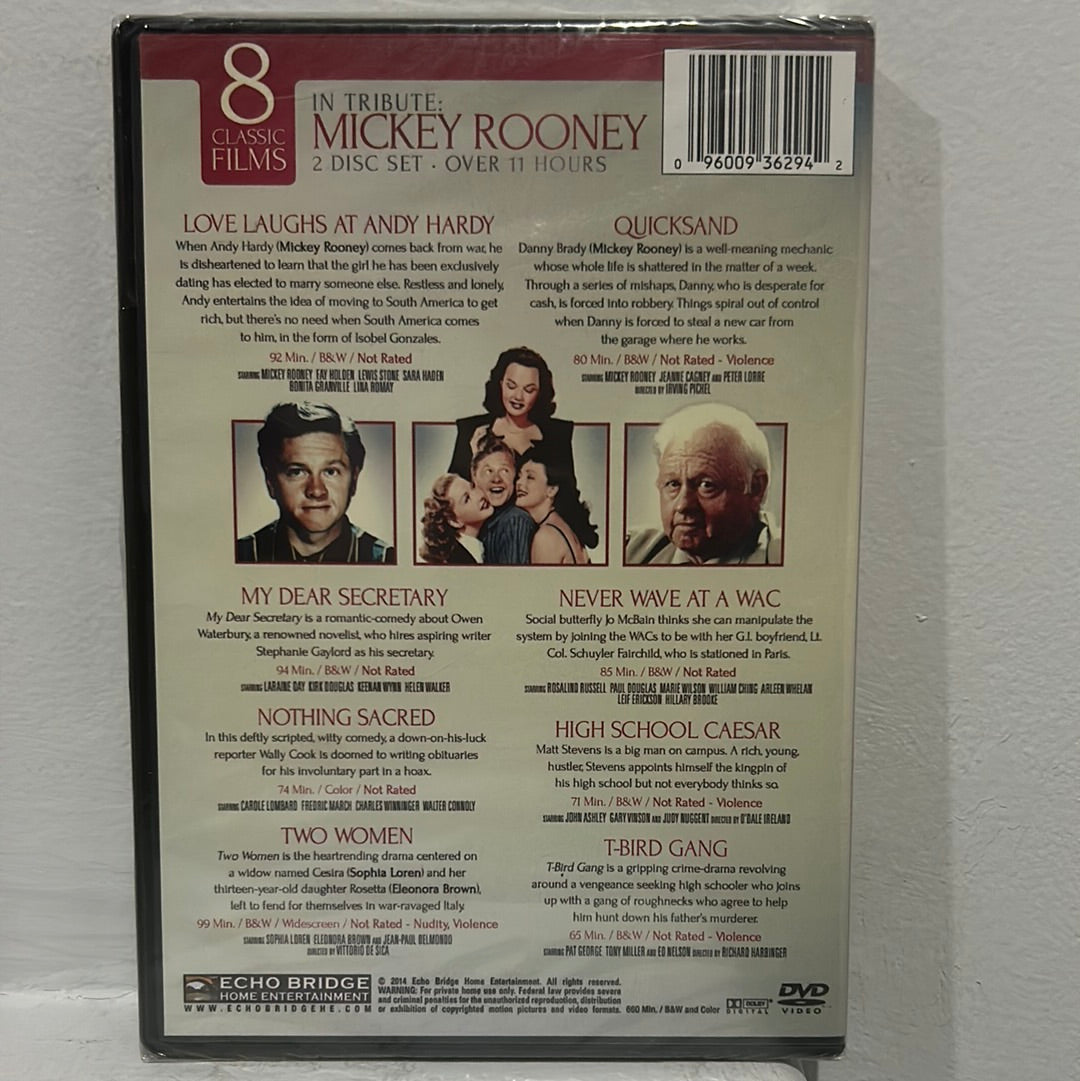 8
CLASSIC
FILMS
IN TRIBUTE:
MICKEY ROONEY
2 DISC SET · OVER 11 HOURS
0 96009 36294 2
LOVE LAUGHS AT ANDY HARDY
When Andy Hardy (Mickey Rooney) comes back from war, he
is disheartened to learn that the girl he has been exclusively
dating has elected to marry someone else. Restless and lonely,
Andy entertains the idea of moving to South America to get
rich, but there's no need when South America comes
to him, in the form of Isobel Gonzales.
92 Min. / B&W / Not Rated
STARRING MICKEY ROONEY FAY HOLDEN LEWIS STONE SARA HADEN
BONITA GRANVILLE LINA ROMAY
QUICKSAND
Danny Brady (Mickey Rooney) is a well-meaning mechanic
whose whole life is shattered in the matter of a week.
Through a series of mishaps, Danny, who is desperate for
cash, is forced into robbery. Things spiral out of control
when Danny is forced to steal a new car from
the garage where he works.
80 Min. / B&W / Not Rated - Violence
STARRING MICKEY ROONEY JEANNE CAGNEY AND PETER LORRE
DIRECTED BY IRVING PICHEL
MY DEAR SECRETARY
My Dear Secretary is a romantic-comedy about Owen
Waterbury, a renowned novelist, who hires aspiring writer
Stephanie Gaylord as his secretary.
94 Min. / B&W / Not Rated
STARRING LARAINE DAY KIRK DOUGLAS KEENAN WYNN HELEN WALKER
NEVER WAVE AT A WAC
Social butterfly Jo McBain thinks she can manipulate the
system by joining the WACs to be with her G.I. boyfriend, Lt.
Col. Schuyler Fairchild, who is stationed in Paris.
85 Min. / B&W / Not Rated
STARRING ROSALIND RUSSELL PAUL DOUGLAS MARIE WILSON WILLIAM CHING ARLEEN WHELAN
LEIF ERICKSON HILLARY BROOKE
NOTHING SACRED
In this deftly scripted, witty comedy, a down-on-his-luck
reporter Wally Cook is doomed to writing obituaries
for his involuntary part in a hoax.
74 Min. / Color / Not Rated
STARRING CAROLE LOMBARD FREDRIC MARCH CHARLES WINNINGER WALTER CONNOLY
HIGH SCHOOL CAESAR
Matt Stevens is a big man on campus. A rich, young,
hustler, Stevens appoints himself the kingpin of
his high school but not everybody thinks so.
71 Min. / B&W / Not Rated - Violence
STARRING JOHN ASHLEY GARY VINSON AND JUDY NUGGENT DIRECTED BY O'DALE IRELAND
TWO WOMEN
Two Women is the heartrending drama centered on
a widow named Cesira (Sophia Loren) and her
thirteen-year-old daughter Rosetta (Eleonora Brown),
left to fend for themselves in war-ravaged Italy.
99 Min. / B&W / Widescreen / Not Rated - Nudity, Violence
STARRING SOPHIA LOREN ELEONORA BROWN AND JEAN-PAUL BELMONDO
DIRECTED BY VITTORIO DE SICA
T-BIRD GANG
T-Bird Gang is a gripping crime-drama revolving
around a vengeance seeking high schooler who joins
up with a gang of roughnecks who agree to help
him hunt down his father's murderer.
65 Min. / B&W / Not Rated - Violence
STARRING PAT GEORGE TONY MILLER AND ED NELSON DIRECTED BY RICHARD HARBINGER
ECHO BRIDGE
HOME ENTERTAINMENT
WWW.ECHOBRIDGEHE.COM
© 2014 Echo Bridge Home Entertainment. All rights reserved.
WARNING: For private home use only. Federal law provides severe
and criminal penalties for the unauthorized reproduction, distribution
or exhibition of copyrighted motion pictures and video formats. 660 Min. / B&W and Color
DOLBY
DIGITAL
DVD
VIDEO